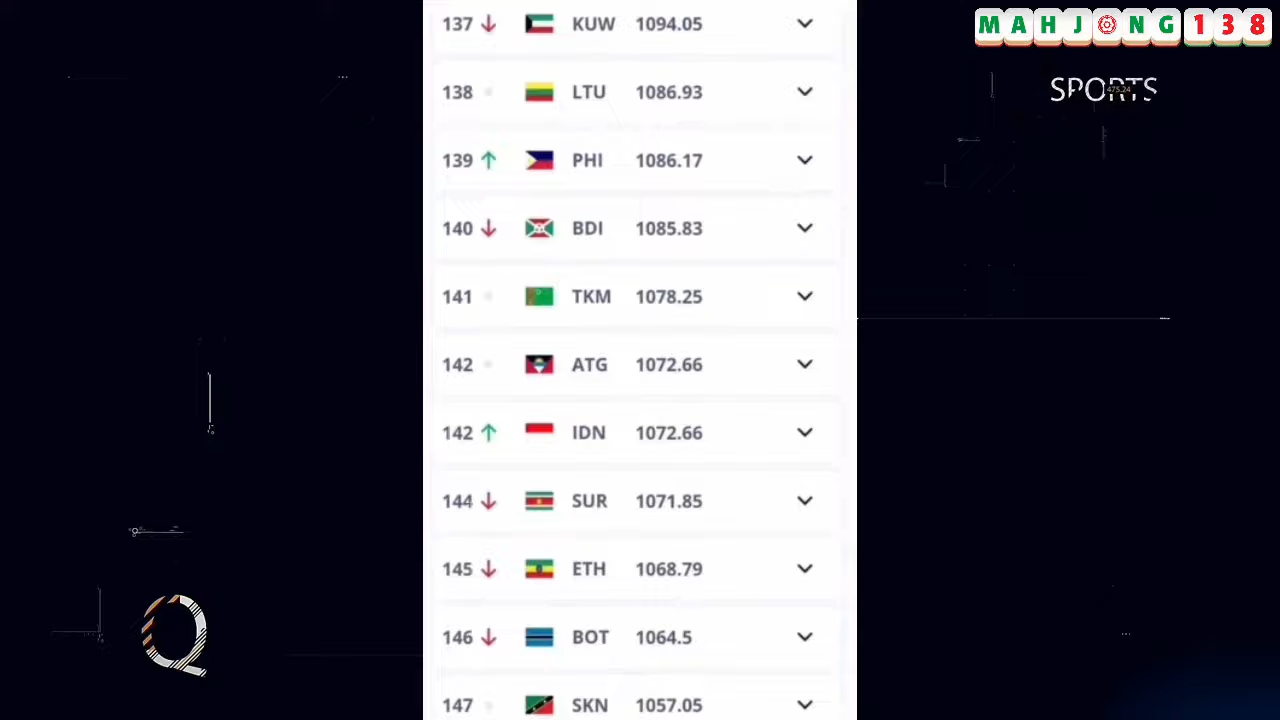 MAHJONG138
SPORTS
475.24
137 KUW 1094.05
138 LTU 1086.93
139 PHI 1086.17
140 BDI 1085.83
141 TKM 1078.25
142 ATG 1072.66
142 IDN 1072.66
144 SUR 1071.85
145 ETH 1068.79
146 BOT 1064.5
147 SKN 1057.05
Q